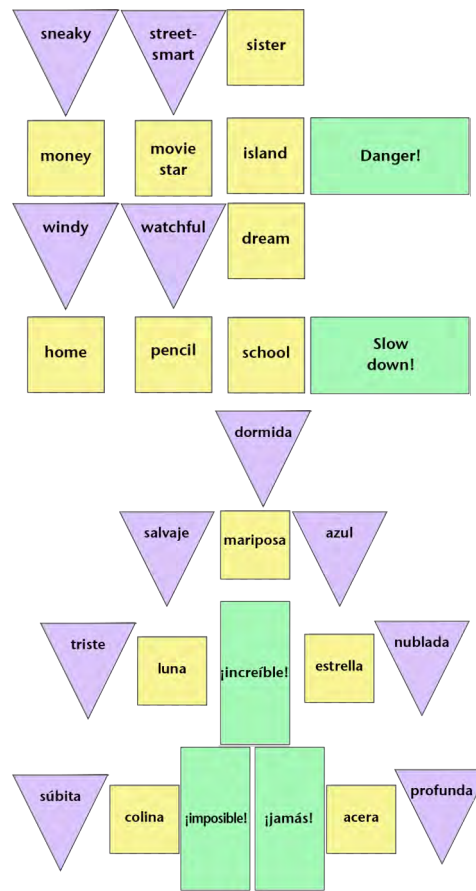 sneaky
street-
smart
sister
money
movie
star
island
Danger!
windy
watchful
dream
home
pencil
school
Slow
down!
dormida
salvaje
mariposa
azul
triste
luna
¡increíble!
estrella
nublada
súbita
colina
¡imposible!
¡jamás!
acera
profunda